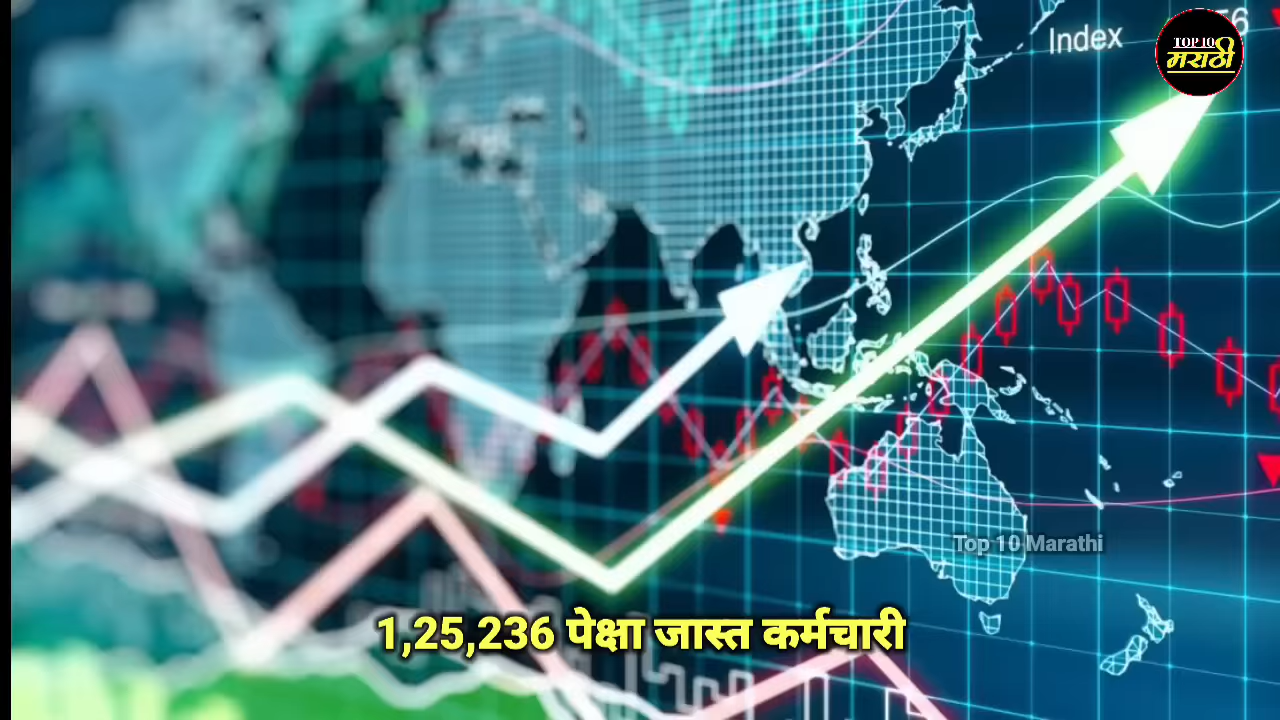 Index
TOP 10
मराठी
Top 10 Marathi
1,25,236 पेक्षा जास्त कर्मचारी